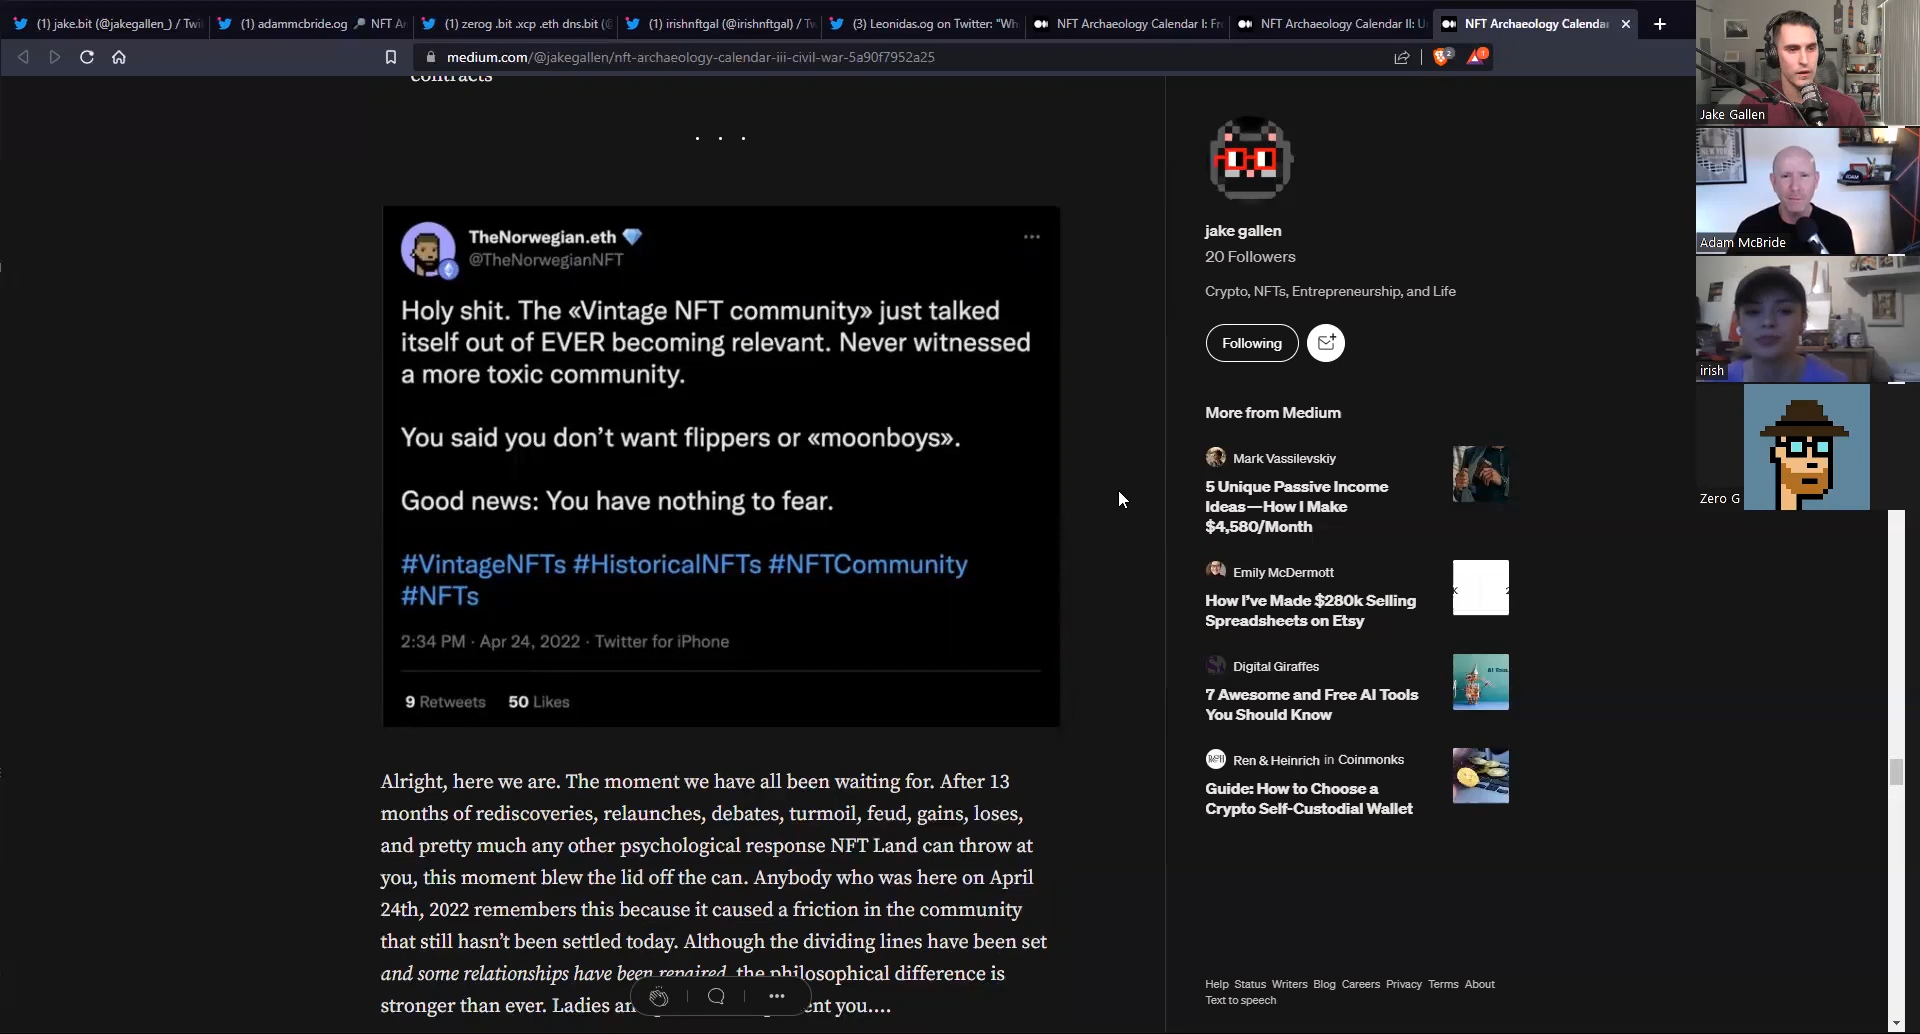 (1) jake.bit (@jakegallen_) / Twi
(1) adammcbride.og 🔎 NFT A
(1) zerog .bit .xcp .eth dns.bit (@
(1) irishnftgal (@irishnftgal) / Tw
(3) Leonidas.og on Twitter: "Wh
NFT Archaeology Calendar I: Fr
NFT Archaeology Calendar II: U
NFT Archaeology Calenda
medium.com/@jakegallen/nft-archaeology-calendar-iii-civil-war-5a90f7952a25
2
1
contracts
. . .
TheNorwegian.eth 💎
@TheNorwegianNFT
Holy shit. The «Vintage NFT community» just talked
itself out of EVER becoming relevant. Never witnessed
a more toxic community.
You said you don't want flippers or «moonboys».
Good news: You have nothing to fear.
#VintageNFTs #HistoricalNFTs #NFTCommunity
#NFTs
2:34 PM · Apr 24, 2022 · Twitter for iPhone
9 Retweets 50 Likes
Alright, here we are. The moment we have all been waiting for. After 13
months of rediscoveries, relaunches, debates, turmoil, feud, gains, loses,
and pretty much any other psychological response NFT Land can throw at
you, this moment blew the lid off the can. Anybody who was here on April
24th, 2022 remembers this because it caused a friction in the community
that still hasn't been settled today. Although the dividing lines have been set
and some relationships have been repaired, the philosophical difference is
stronger than ever. Ladies an nt you....
jake gallen
20 Followers
Crypto, NFTs, Entrepreneurship, and Life
Following
More from Medium
Mark Vassilevskiy
5 Unique Passive Income
Ideas—How I Make
$4,580/Month
Emily McDermott
How I've Made $280k Selling
Spreadsheets on Etsy
Digital Giraffes
7 Awesome and Free AI Tools
You Should Know
Ren & Heinrich in Coinmonks
Guide: How to Choose a
Crypto Self-Custodial Wallet
Help Status Writers Blog Careers Privacy Terms About
Text to speech
Jake Gallen
Adam McBride
irish
Zero G